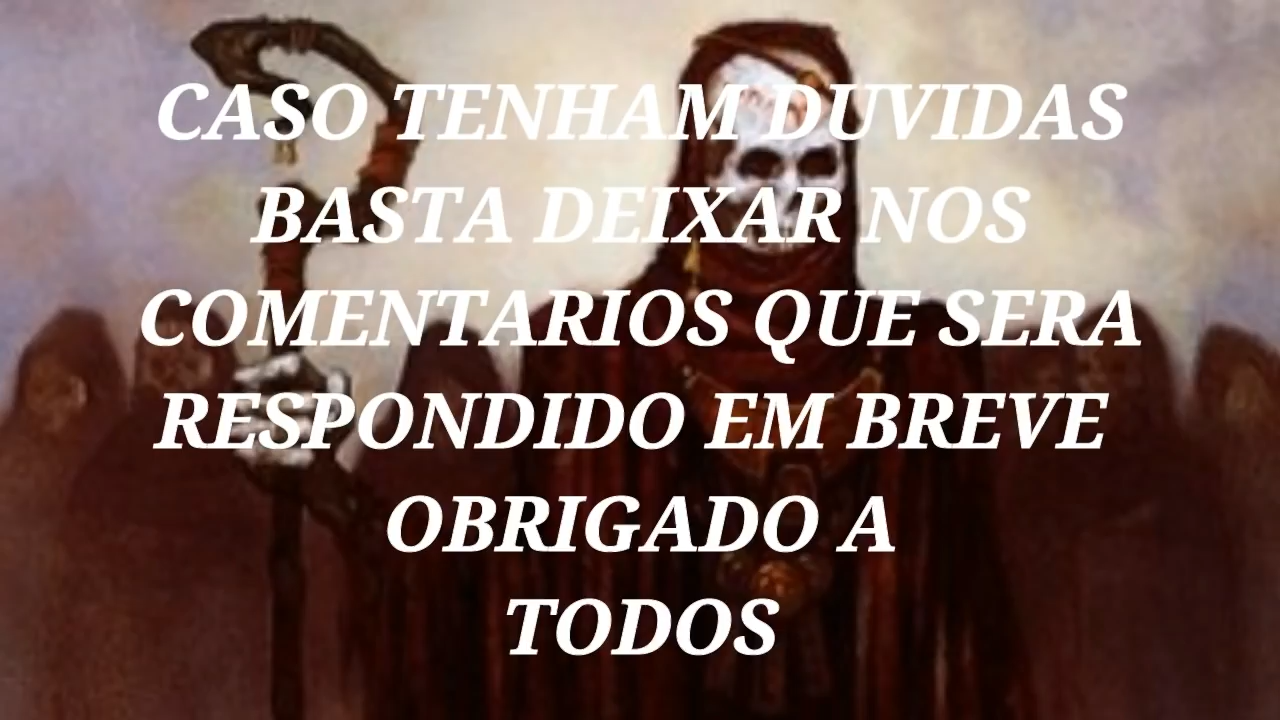 CASO TENHAM DUVIDAS
BASTA DEIXAR NOS
COMENTARIOS QUE SERA
RESPONDIDO EM BREVE
OBRIGADO A
TODOS